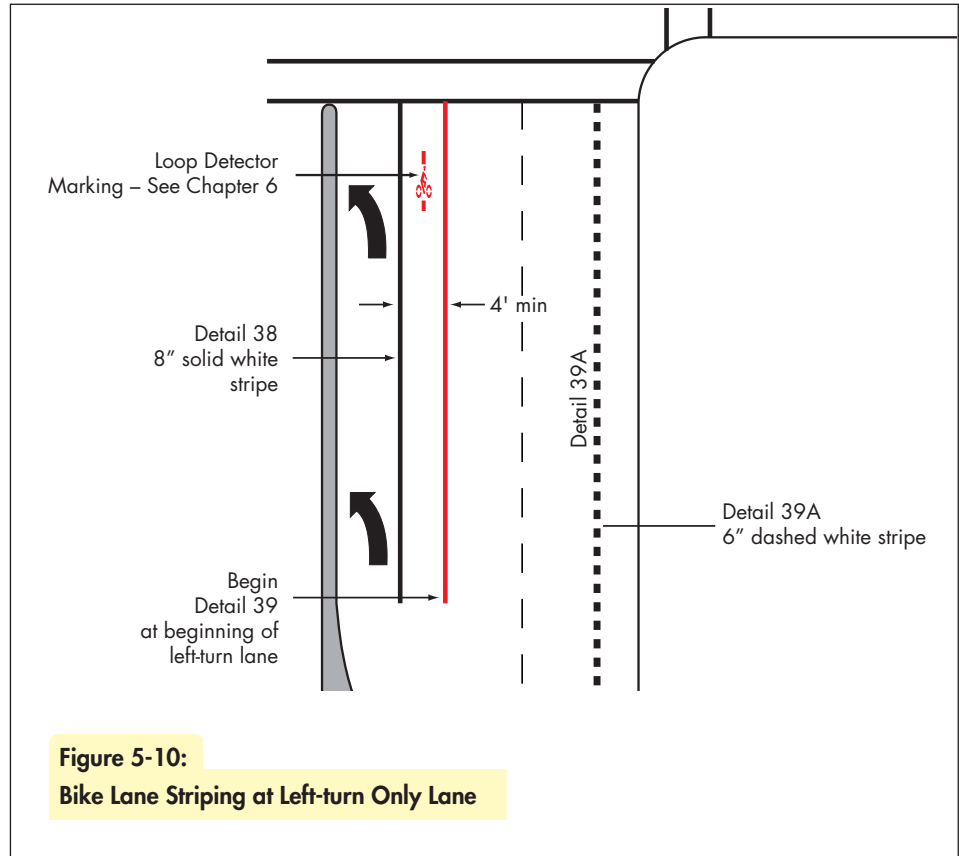 Loop Detector
Marking – See Chapter 6
4' min
Detail 38
8” solid white
stripe
Detail 39A
Detail 39A
6” dashed white stripe
Begin
Detail 39
at beginning of
left-turn lane
Figure 5-10:
Bike Lane Striping at Left-turn Only Lane